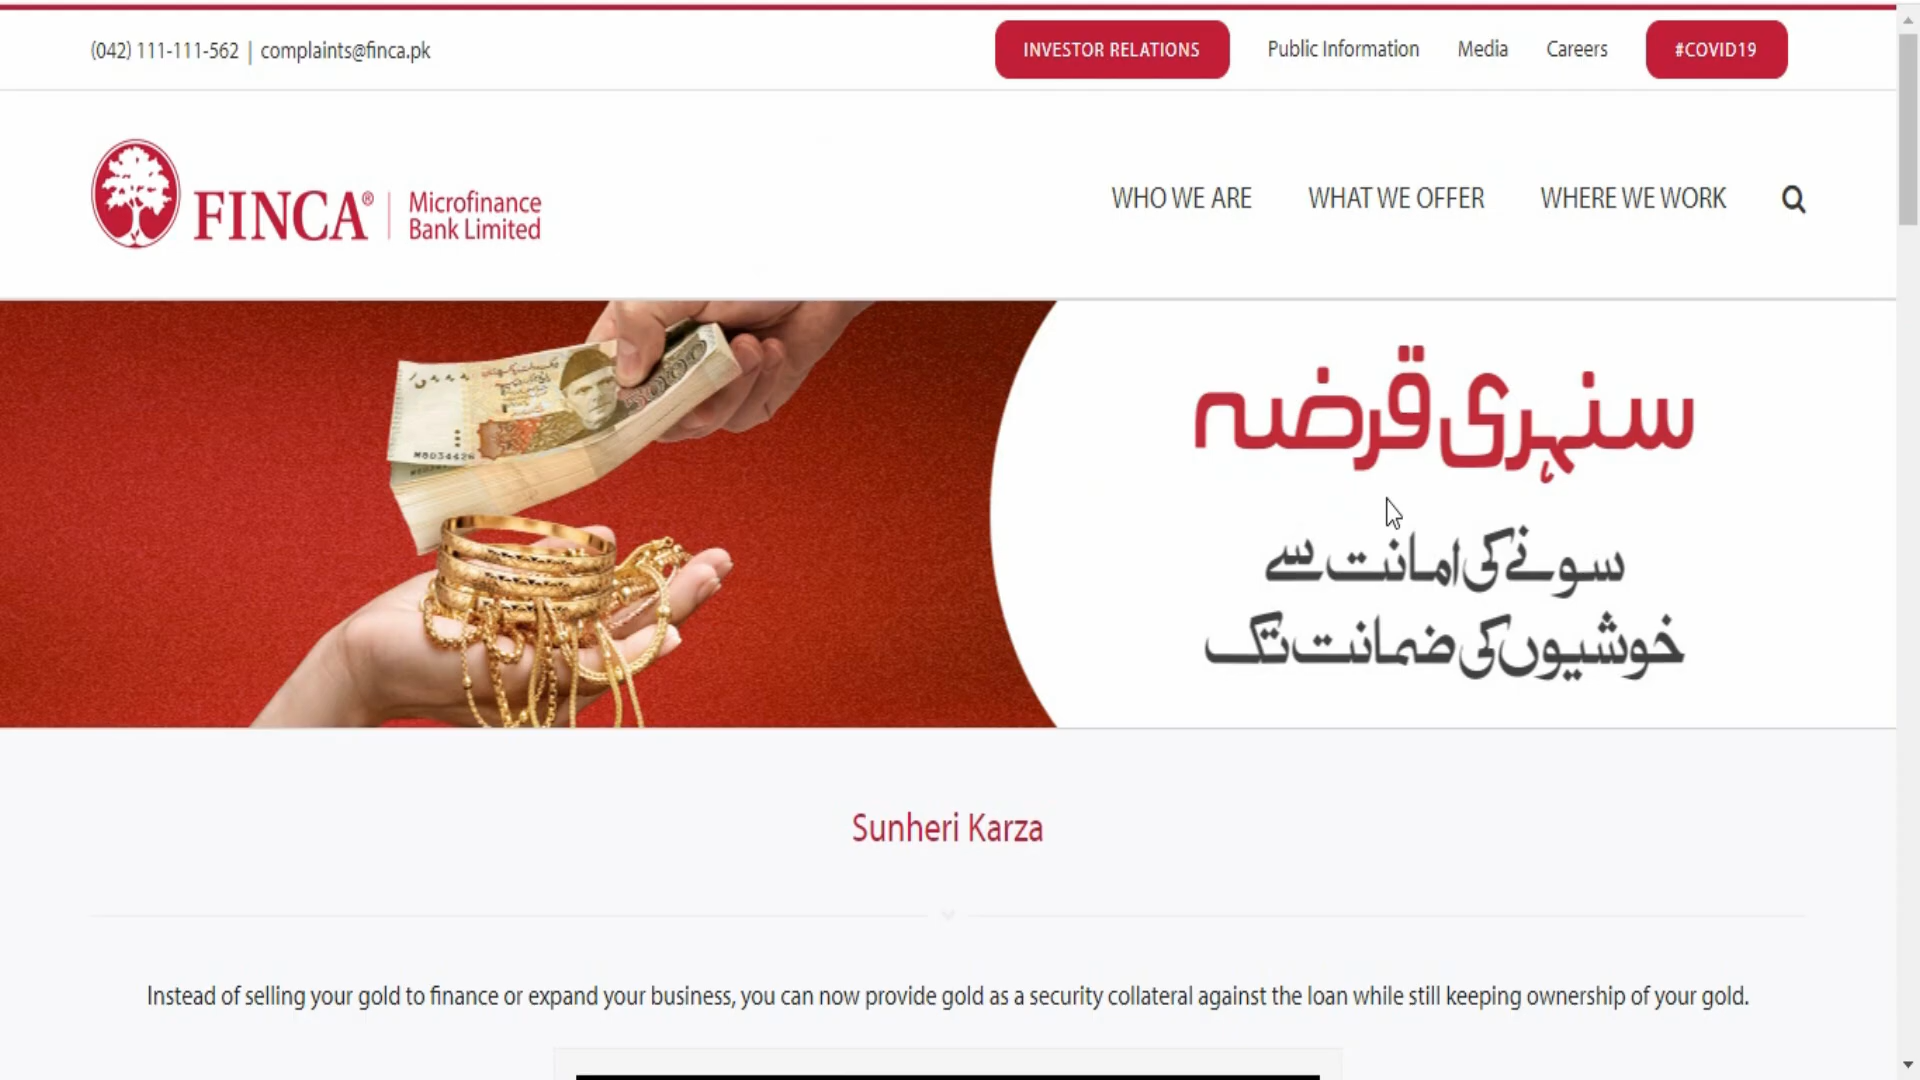 (042) 111-111-562 | complaints@finca.pk
INVESTOR RELATIONS
Public Information
Media
Careers
#COVID19
FINCA® | Microfinance
Bank Limited
WHO WE ARE
WHAT WE OFFER
WHERE WE WORK
سنہری قرضہ
سونے کی امانت سے
خوشیوں کی ضمانت تک
5000
Sunheri Karza
Instead of selling your gold to finance or expand your business, you can now provide gold as a security collateral against the loan while still keeping ownership of your gold.